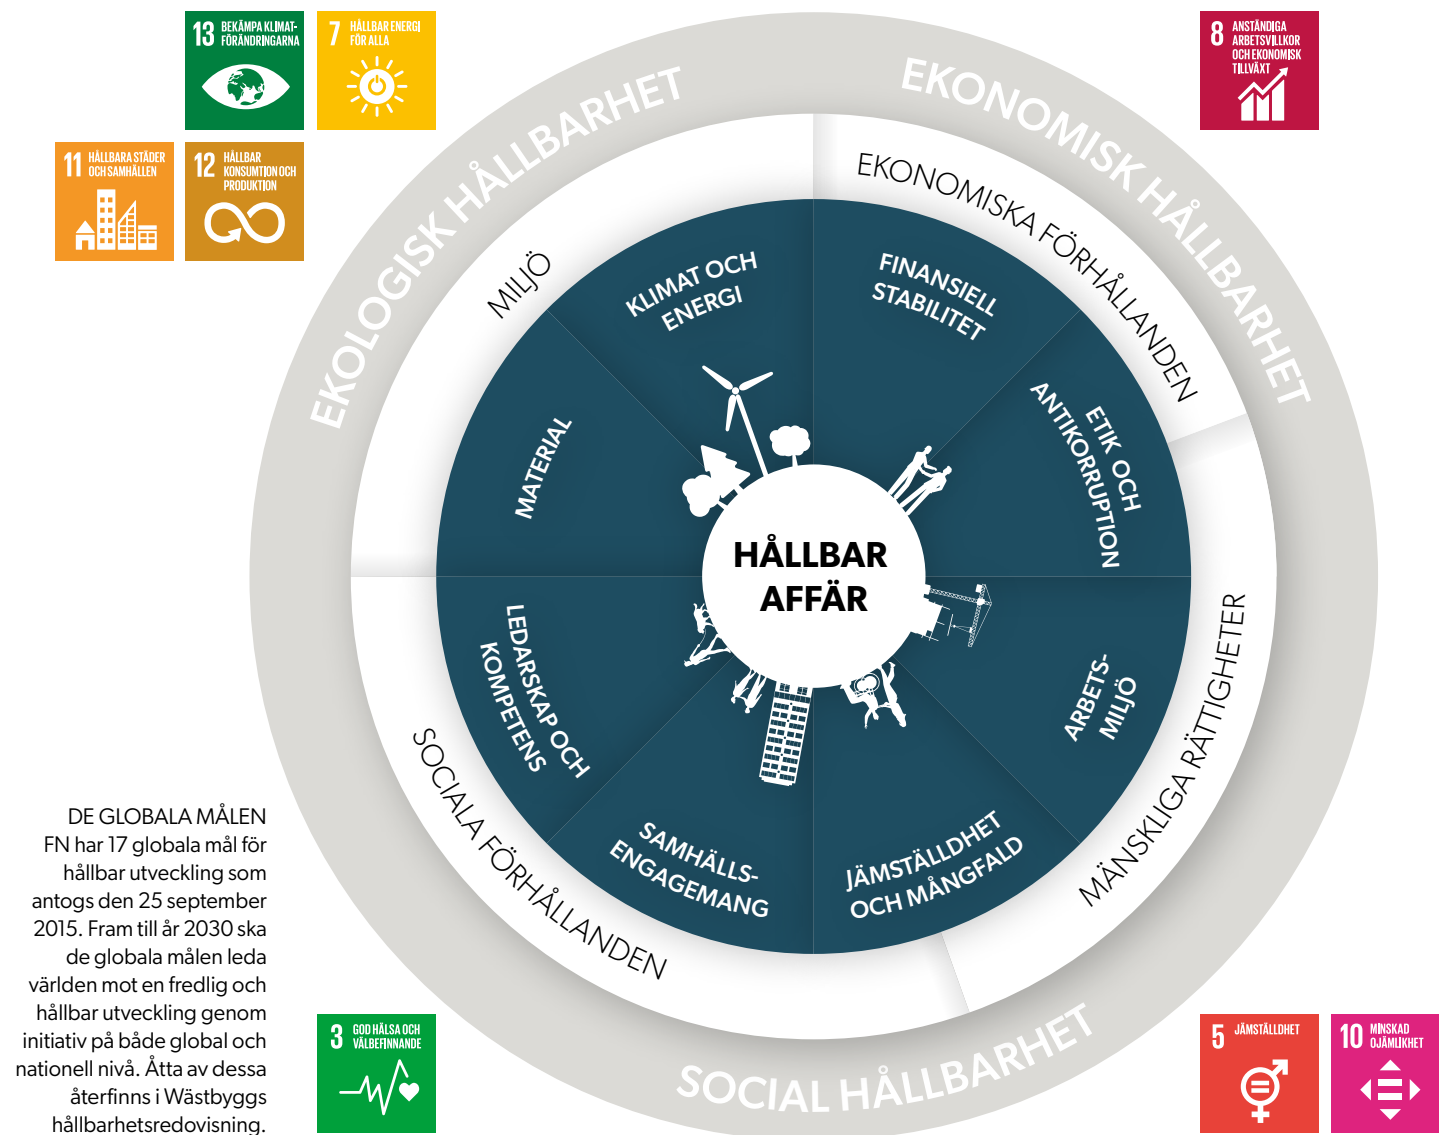 13 BEKÄMPA KLIMAT-
FÖRÄNDRINGARNA
7 HÅLLBAR ENERGI
FÖR ALLA
11 HÅLLBARA STÄDER
OCH SAMHÄLLEN
12 HÅLLBAR
KONSUMTION OCH
PRODUKTION
8 ANSTÄNDIGA
ARBETSVILLKOR
OCH EKONOMISK
TILLVÄXT
EKOLOGISK HÅLLBARHET
EKONOMISK HÅLLBARHET
MILJÖ
EKONOMISKA FÖRHÅLLANDEN
KLIMAT OCH
ENERGI
FINANSIELL
STABILITET
MATERIAL
ETIK OCH
ANTIKORRUPTION
HÅLLBAR
AFFÄR
LEDARSKAP OCH
KOMPETENS
ARBETS-
MILJÖ
SAMHÄLLS-
ENGAGEMANG
JÄMSTÄLLDHET
OCH MÅNGFALD
SOCIALA FÖRHÅLLANDEN
MÄNSKLIGA RÄTTIGHETER
SOCIAL HÅLLBARHET
DE GLOBALA MÅLEN
FN har 17 globala mål för
hållbar utveckling som
antogs den 25 september
2015. Fram till år 2030 ska
de globala målen leda
världen mot en fredlig och
hållbar utveckling genom
initiativ på både global och
nationell nivå. Åtta av dessa
återfinns i Wästbyggs
hållbarhetsredovisning.
3 GOD HÄLSA OCH
VÄLBEFINNANDE
5 JÄMSTÄLLDHET
10 MINSKAD
OJÄMLIKHET